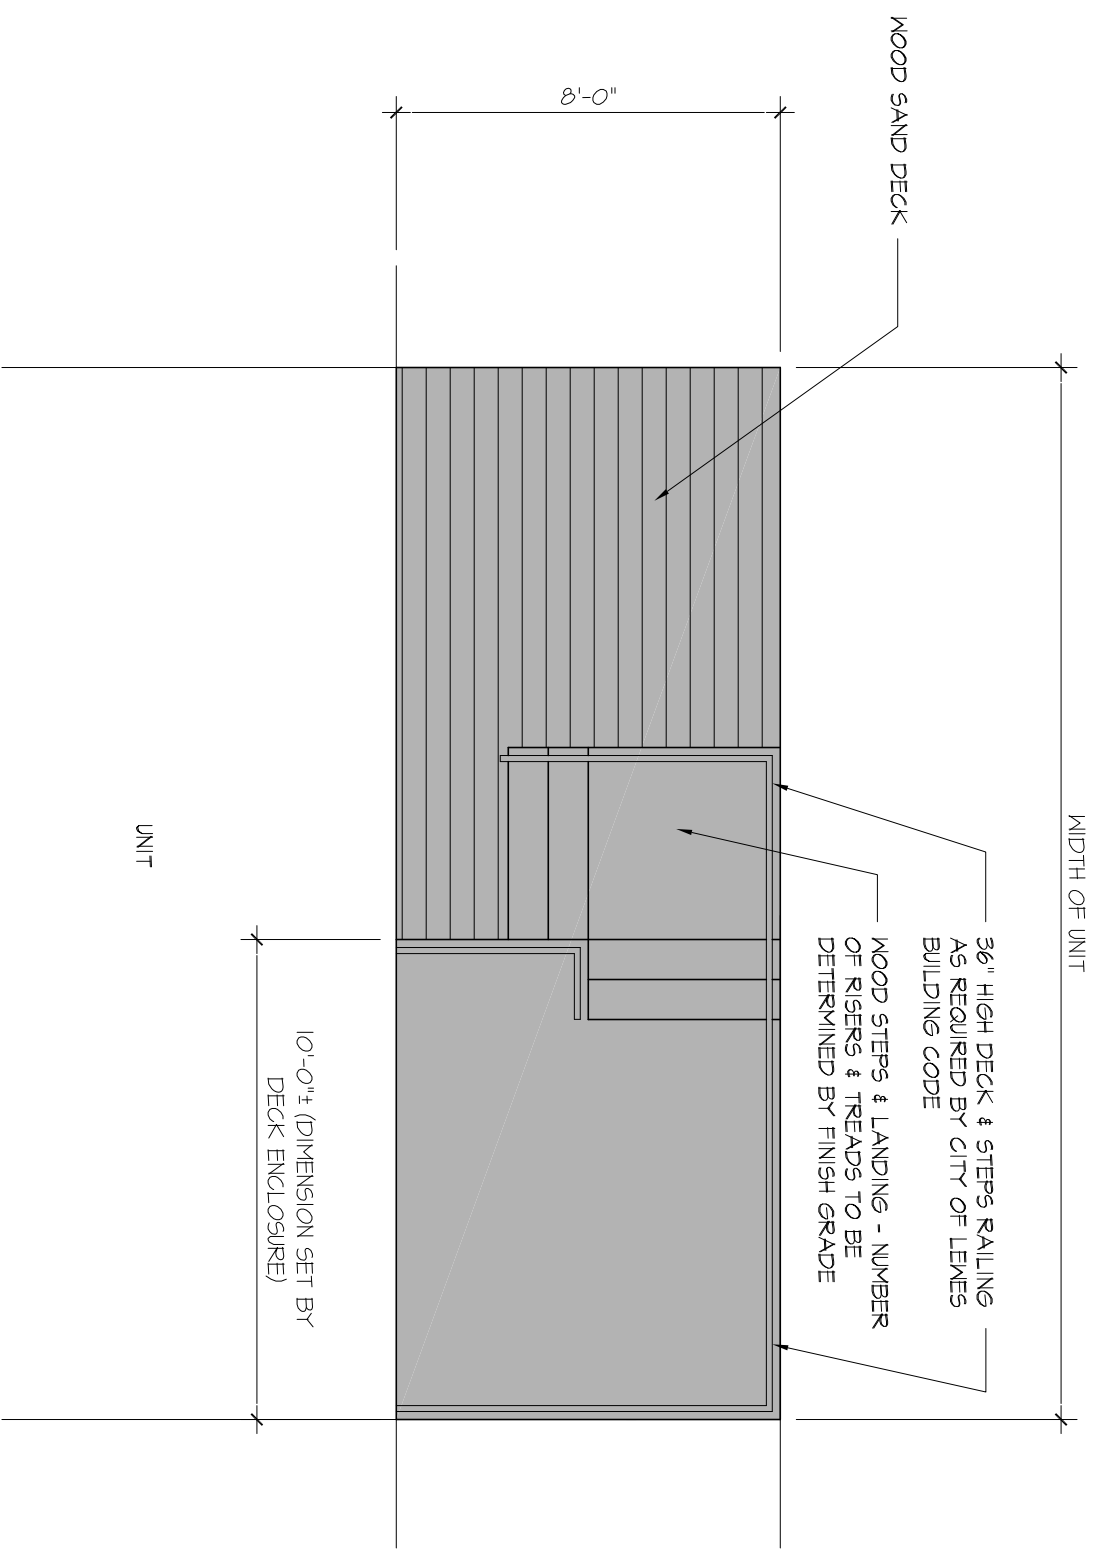 WIDTH OF UNIT
36" HIGH DECK & STEPS RAILING
AS REQUIRED BY CITY OF LEWES
BUILDING CODE
WOOD SAND DECK
WOOD STEPS & LANDING - NUMBER
OF RISERS & TREADS TO BE
DETERMINED BY FINISH GRADE
8'-0"
10'-0"± (DIMENSION SET BY
DECK ENCLOSURE)
UNIT